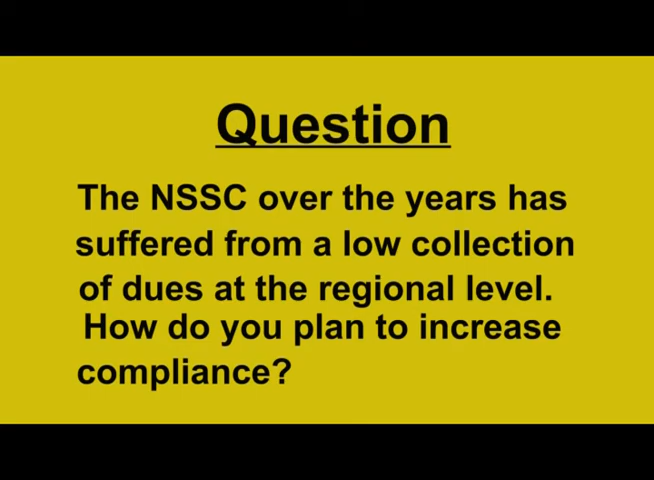 Question
The NSSC over the years has
suffered from a low collection
of dues at the regional level.
How do you plan to increase
compliance?